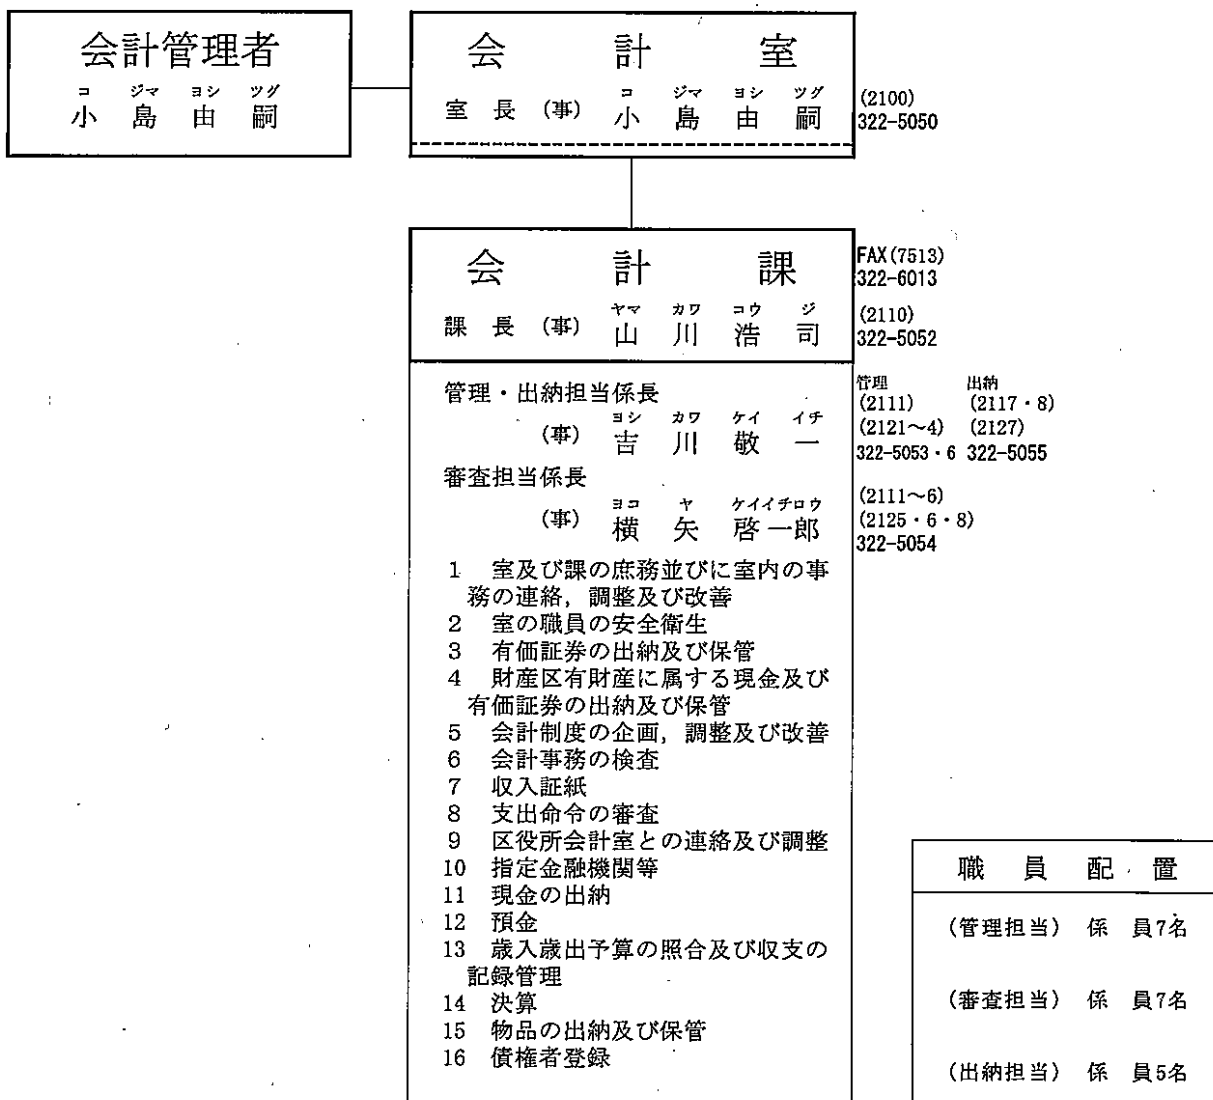 会計管理者
コ ジマ ヨシ ツグ
小 島 由 嗣
会 計 室
コ ジマ ヨシ ツグ
室 長 (事) 小 島 由 嗣
(2100)
322-5050
会 計 課
ヤマ カワ コウ ジ
課 長 (事) 山 川 浩 司
FAX(7513)
322-6013
(2110)
322-5052
管理・出納担当係長
ヨシ カワ ケイ イチ
(事) 吉 川 敬 一
管理 出納
(2111) (2117・8)
(2121～4) (2127)
322-5053・6 322-5055
審査担当係長
ヨコ ヤ ケイイチロウ
(事) 横 矢 啓一郎
(2111～6)
(2125・6・8)
322-5054
1 室及び課の庶務並びに室内の事
務の連絡，調整及び改善
2 室の職員の安全衛生
3 有価証券の出納及び保管
4 財産区有財産に属する現金及び
有価証券の出納及び保管
5 会計制度の企画，調整及び改善
6 会計事務の検査
7 収入証紙
8 支出命令の審査
9 区役所会計室との連絡及び調整
10 指定金融機関等
11 現金の出納
12 預金
13 歳入歳出予算の照合及び収支の
記録管理
14 決算
15 物品の出納及び保管
16 債権者登録
職 員 配 置
(管理担当) 係 員7名
(審査担当) 係 員7名
(出納担当) 係 員5名